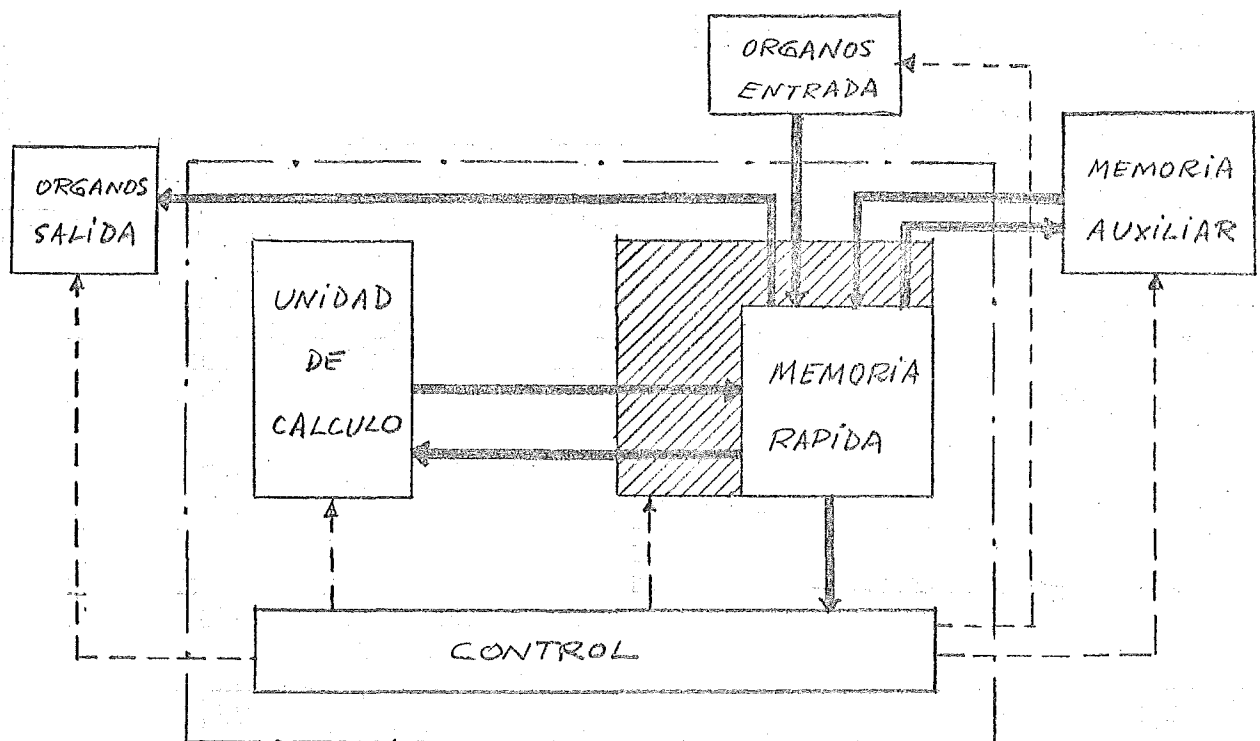 ORGANOS
ENTRADA
MEMORiA
AUXiLiAR
ORGANOS
SALiDA
UNiDAD
DE
CALCULO
MEMORiA
RAPiDA
CONTROL